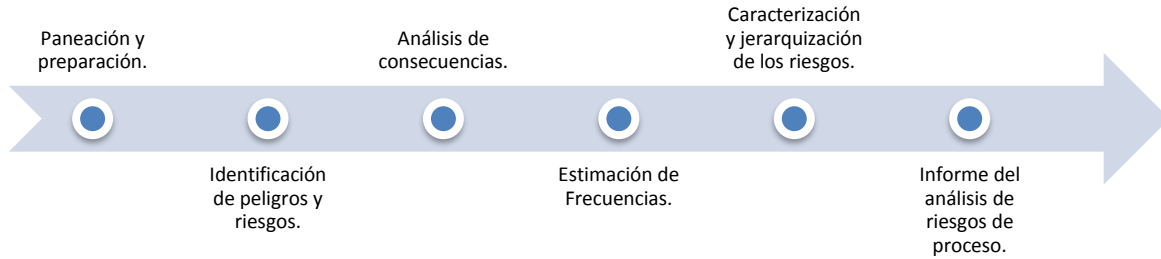 Paneación y
preparación.
Identificación
de peligros y
riesgos.
Análisis de
consecuencias.
Estimación de
Frecuencias.
Caracterización
y jerarquización
de los riesgos.
Informe del
análisis de
riesgos de
proceso.